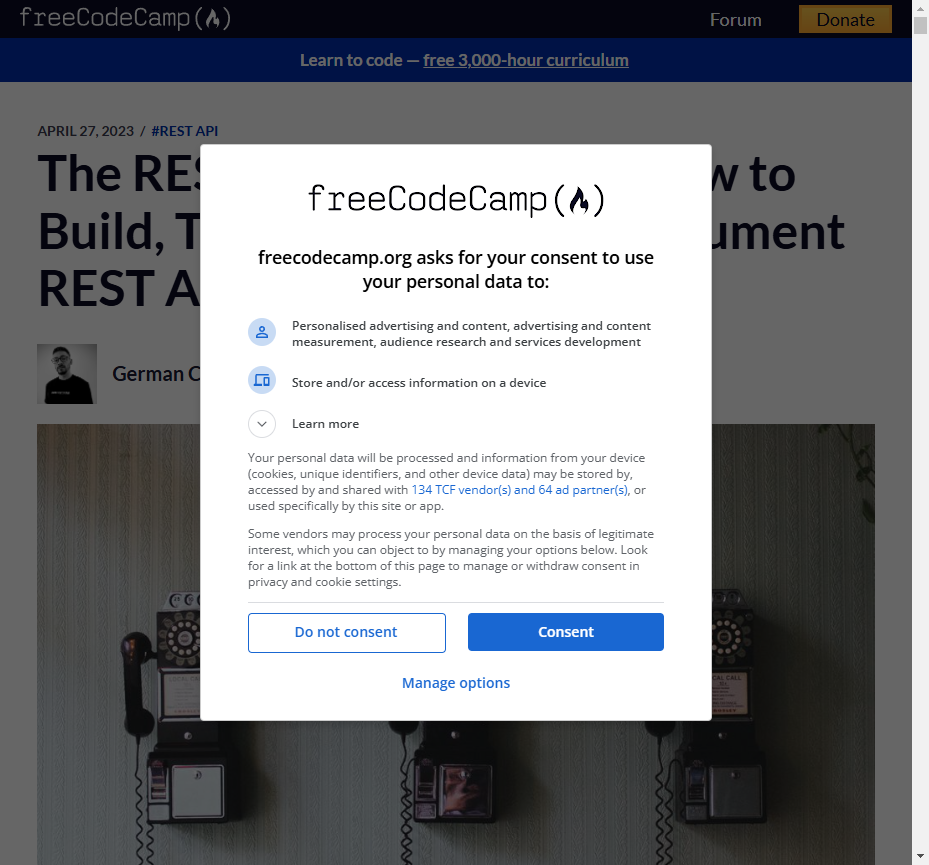 freeCodeCamp
Forum
Donate
Learn to code — free 3,000-hour curriculum
APRIL 27, 2023 / #REST API
The RES
w to
Build, T
ument
REST A
German C
freeCodeCamp
freecodecamp.org asks for your consent to use
your personal data to:
Personalised advertising and content, advertising and content
measurement, audience research and services development
Store and/or access information on a device
Learn more
Your personal data will be processed and information from your device
(cookies, unique identifiers, and other device data) may be stored by,
accessed by and shared with 134 TCF vendor(s) and 64 ad partner(s), or
used specifically by this site or app.
Some vendors may process your personal data on the basis of legitimate
interest, which you can object to by managing your options below. Look
for a link at the bottom of this page to manage or withdraw consent in
privacy and cookie settings.
Do not consent
Consent
Manage options
LOCAL CALL
CAL CALL